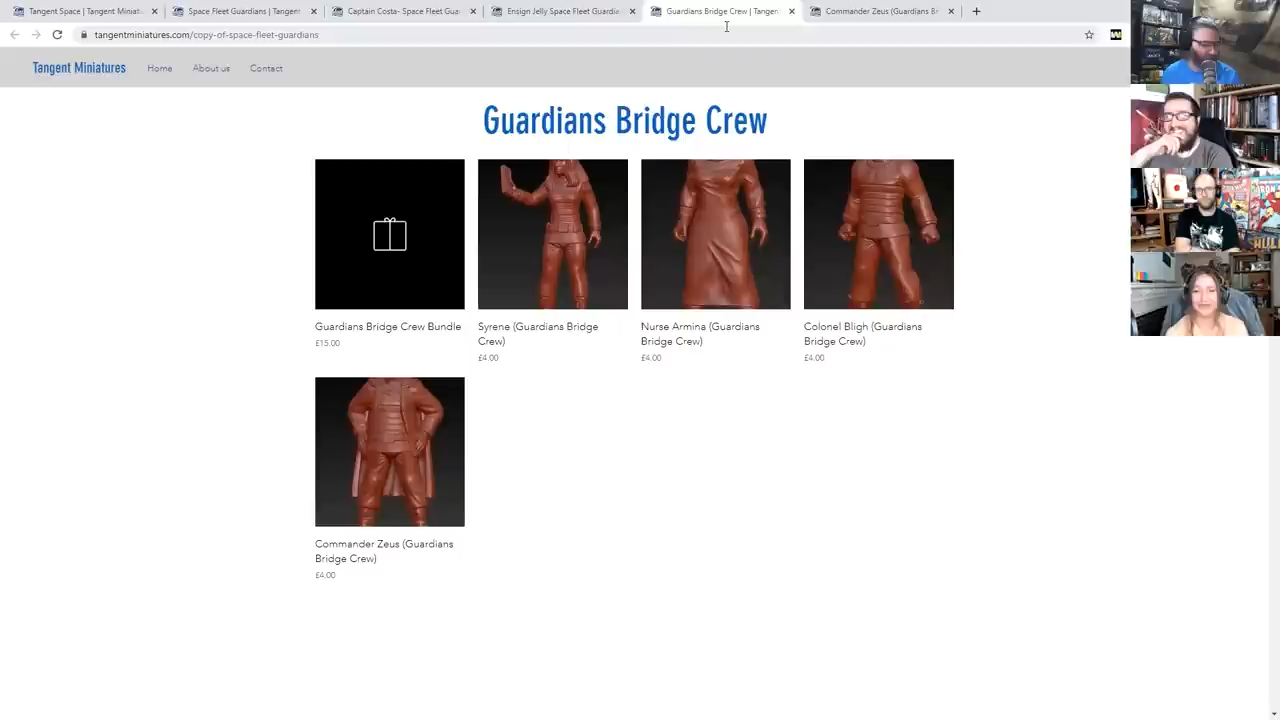 Tangent Space | Tangent Miniat
Space Fleet Guardians | Tangent
Captain Costa- Space Fleet Gua
Ensign Jelly Space Fleet Guardia
Guardians Bridge Crew | Tangen
Commander Zeus (Guardians Br
tangentminiatures.com/copy-of-space-fleet-guardians
Tangent Miniatures
Home
About us
Contact
Guardians Bridge Crew
Guardians Bridge Crew Bundle
£15.00
Syrene (Guardians Bridge
Crew)
£4.00
Nurse Armina (Guardians
Bridge Crew)
£4.00
Colonel Bligh (Guardians
Bridge Crew)
£4.00
Commander Zeus (Guardians
Bridge Crew)
£4.00